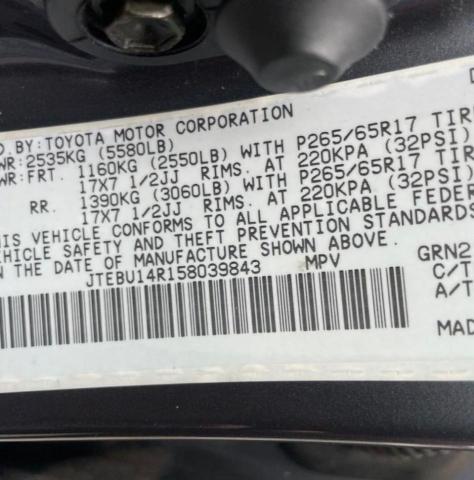 D. BY: TOYOTA MOTOR CORPORATION
WR: 2535KG (5580LB)
WR: FRT. 1160KG (2550LB) WITH P265/65R17 TIR
17X7 1/2JJ RIMS. AT 220KPA (32PSI)
RR. 1390KG (3060LB) WITH P265/65R17 TIR
17X7 1/2JJ RIMS. AT 220KPA (32PSI)
HIS VEHICLE CONFORMS TO ALL APPLICABLE FEDER
VEHICLE SAFETY AND THEFT PREVENTION STANDARDS
N THE DATE OF MANUFACTURE SHOWN ABOVE.
JTEBU14R158039843 MPV
GRN2
C/T
A/T
MAD